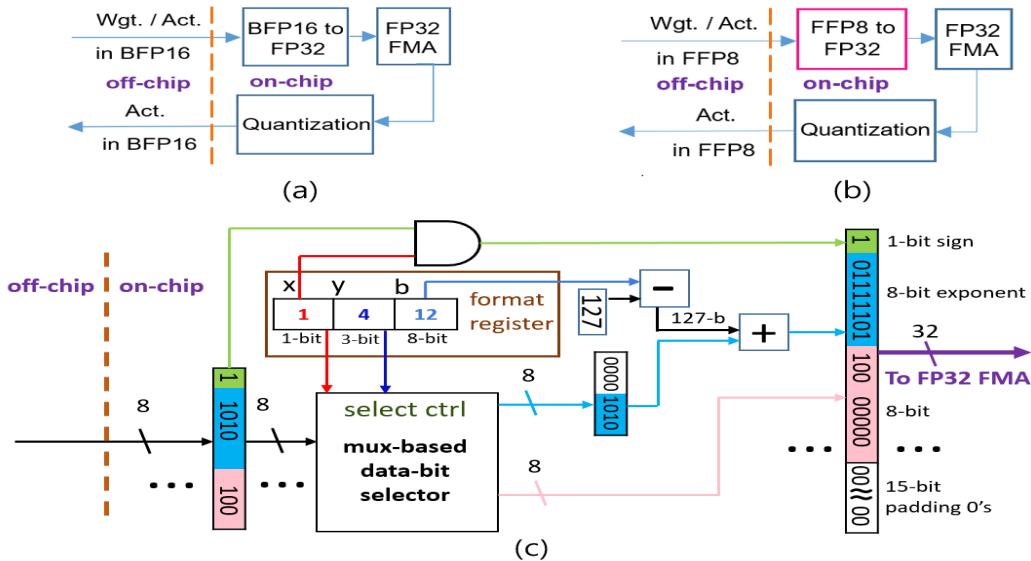 Wgt. / Act.
in BFP16
BFP16 to
FP32
FP32
FMA
off-chip
on-chip
Act.
in BFP16
Quantization
(a)
Wgt. / Act.
in FFP8
FFP8 to
FP32
FP32
FMA
off-chip
on-chip
Act.
in FFP8
Quantization
(b)
off-chip
on-chip
x y b
1 4 12
1-bit 3-bit 8-bit
format
register
127
−
127-b
+
1
1010
100
8
8
select ctrl
mux-based
data-bit
selector
8
0000 1010
8
1
01111101
100 00000
00≈00
1-bit sign
8-bit exponent
32
To FP32 FMA
8-bit
15-bit
padding 0's
(c)